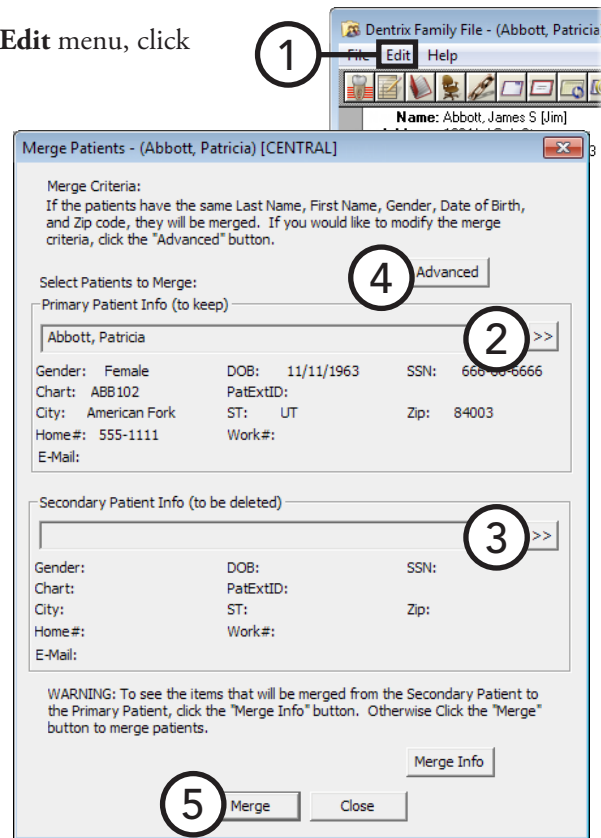 Edit menu, click
1
Dentrix Family File - (Abbott, Patricia
File Edit Help
Name: Abbott, James S [Jim]
3
Merge Patients - (Abbott, Patricia) [CENTRAL]
Merge Criteria:
If the patients have the same Last Name, First Name, Gender, Date of Birth,
and Zip code, they will be merged. If you would like to modify the merge
criteria, click the "Advanced" button.
4 Advanced
Select Patients to Merge:
Primary Patient Info (to keep)
Abbott, Patricia 2 >>
Gender: Female DOB: 11/11/1963 SSN:
Chart: ABB102 PatExtID:
City: American Fork ST: UT Zip: 84003
Home#: 555-1111 Work#:
E-Mail:
Secondary Patient Info (to be deleted)
3 >>
Gender: DOB: SSN:
Chart: PatExtID:
City: ST: Zip:
Home#: Work#:
E-Mail:
WARNING: To see the items that will be merged from the Secondary Patient to
the Primary Patient, click the "Merge Info" button. Otherwise Click the "Merge"
button to merge patients.
Merge Info
5 Merge Close